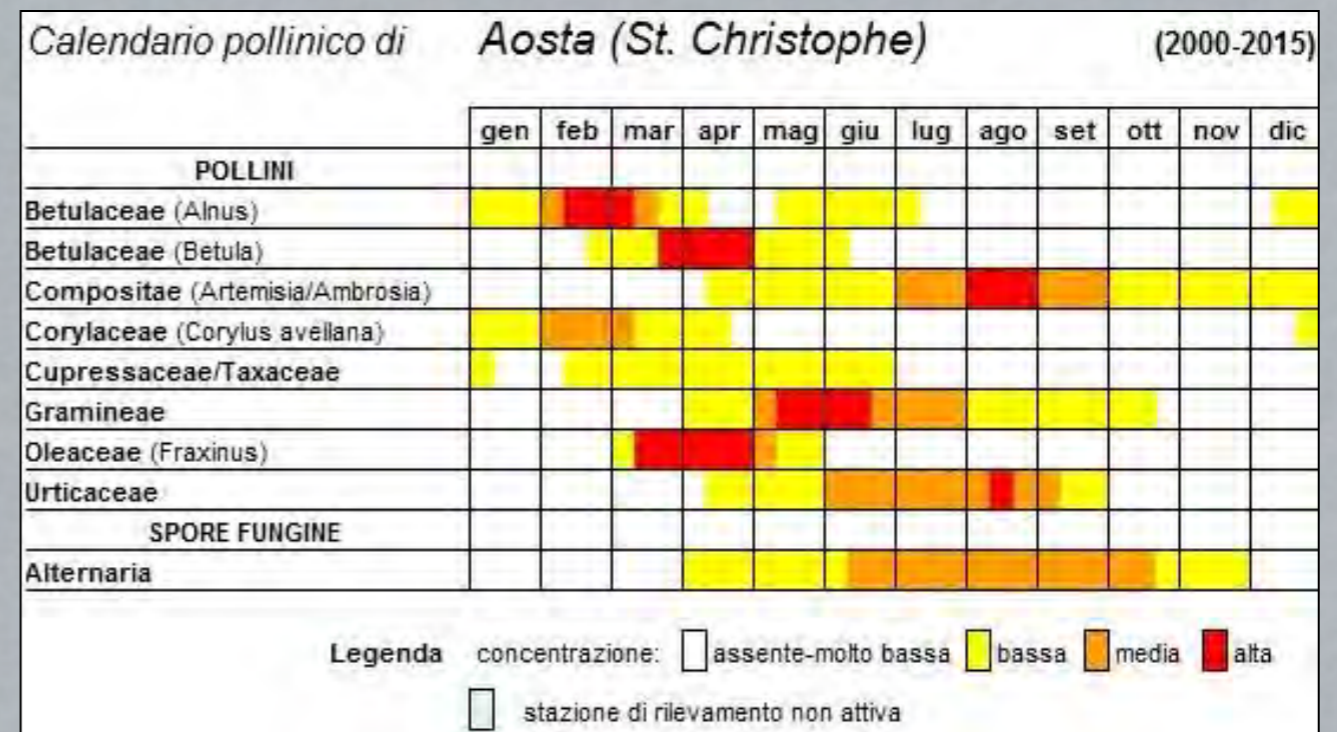 Calendario pollinico di Aosta (St. Christophe) (2000-2015)
gen feb mar apr mag giu lug ago set ott nov dic
POLLINI
Betulaceae (Alnus)
Betulaceae (Betula)
Compositae (Artemisia/Ambrosia)
Corylaceae (Corylus avellana)
Cupressaceae/Taxaceae
Gramineae
Oleaceae (Fraxinus)
Urticaceae
SPORE FUNGINE
Alternaria
Legenda concentrazione: assente-molto bassa bassa media alta
stazione di rilevamento non attiva